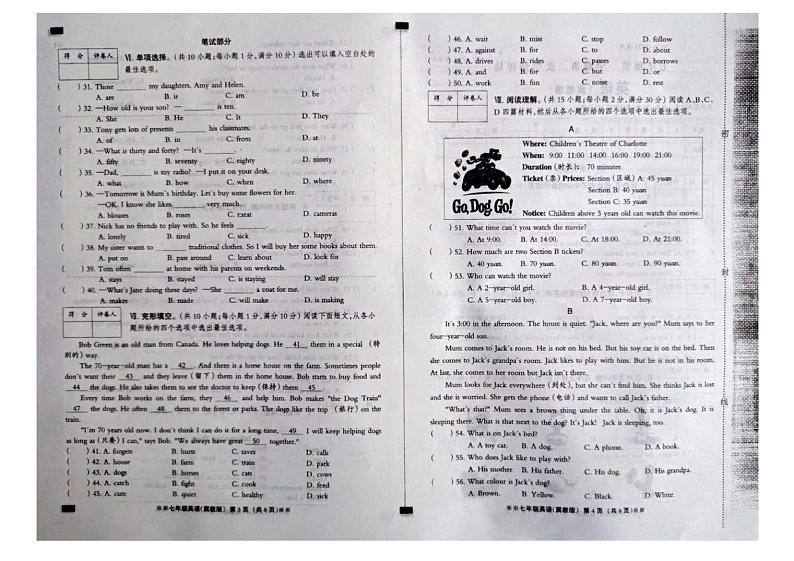 笔试部分
得 分 评卷人
Ⅵ. 单项选择。(共 10 小题;每小题 1 分,满分 10 分) 选出可以填入空白处的
最佳选项。
( ) 31. Those ____ my daughters, Amy and Helen.
A. are B. is C. am D. be
( ) 32. —How old is your son? — ____ is ten.
A. She B. He C. It D. They
( ) 33. Tony gets lots of presents ____ his classmates.
A. of B. in C. from D. at
( ) 34. —What is thirty and forty? —It's ____.
A. fifty B. seventy C. eighty D. ninety
( ) 35. —Dad, ____ is my radio? —I put it on your desk.
A. what B. how C. when D. where
( ) 36. —Tomorrow is Mum's birthday. Let's buy some flowers for her.
—OK. I know she likes ____ very much.
A. blouses B. roses C. meat D. cameras
( ) 37. Nick has no friends to play with. So he feels ____.
A. lonely B. tired C. sick D. happy
( ) 38. My sister wants to ____ traditional clothes. So I will buy her some books about them.
A. put on B. pass around C. learn about D. look for
( ) 39. Tom often ____ at home with his parents on weekends.
A. stays B. stayed C. is staying D. will stay
( ) 40. —What's Jane doing these days? —She ____ a coat for me.
A. makes B. made C. will make D. is making
得 分 评卷人
Ⅶ. 完形填空。(共 10 小题;每小题 1 分,满分 10 分) 阅读下面短文,从各小
题所给的四个选项中选出最佳选项。
Bob Green is an old man from Canada. He loves helping dogs. He 41 them in a special (特
别的) way.
The 70-year-old man has a 42 . And there is a horse house on the farm. Sometimes people
don't want their 43 and they leave (留下) them in the horse house. Bob starts to buy food and
44 the dogs. He also takes them to see the doctor to keep (保持) them 45 .
Every time Bob works on the farm, they 46 and help him. Bob makes "the Dog Train"
47 the dogs. He often 48 them to the forest or parks. The dogs like the trip (旅行) on the
train.
"I'm 70 years old now. I don't think I can do it for a long time, 49 I will keep helping dogs
as long as (只要) I can," says Bob. "We always have great 50 together."
( ) 41. A. forgets B. hurts C. saves D. calls
( ) 42. A. house B. farm C. train D. park
( ) 43. A. dogs B. horses C. cats D. cows
( ) 44. A. catch B. fight C. cook D. feed
( ) 45. A. cute B. quiet C. healthy D. sick
※※七年级英语(冀教版) 第 3 页 (共 8 页)※※
( ) 46. A. wait B. miss C. stop D. follow
( ) 47. A. against B. for C. to D. about
( ) 48. A. drives B. rides C. passes D. borrows
( ) 49. A. and B. for C. but D. or
( ) 50. A. work B. fun C. rest D. noise
得 分 评卷人
Ⅷ. 阅读理解。(共 15 小题;每小题 2 分,满分 30 分) 阅读 A、B、C、
D 四篇材料,然后从各小题所给的四个选项中选出最佳选项。
A
Go, Dog Go!
Where: Children's Theatre of Charlotte
When: 9:00 11:00 14:00 16:00 19:00 21:00
Duration (时长): 70 minutes
Ticket (票) Prices: Section (区域) A: 45 yuan
Section B: 40 yuan
Section C: 35 yuan
Notice: Children above 5 years old can watch this movie.
( ) 51. What time can't you watch the movie?
A. At 9:00. B. At 14:00. C. At 18:00. D. At 21:00.
( ) 52. How much are two Section B tickets?
A. 40 yuan. B. 70 yuan. C. 80 yuan. D. 90 yuan.
( ) 53. Who can watch the movie?
A. A 2-year-old girl. B. A 4-year-old girl.
C. A 5-year-old boy. D. A 7-year-old boy.
B
It's 3:00 in the afternoon. The house is quiet. "Jack, where are you?" Mum says to her
four-year-old son.
Mum comes to Jack's room. He is not on his bed. But his toy car is on the bed. Then
she comes to Jack's grandpa's room. Jack likes to play with him. But he is not in his room.
At last, she comes to her room but Jack isn't there.
Mum looks for Jack everywhere (到处), but she can't find him. She thinks Jack is lost
and she is worried. She gets the phone (电话) and wants to call Jack's father.
"What's that?" Mum sees a brown thing under the table. Oh, it is Jack's dog. It is
sleeping there. What is that next to the dog? It's Jack! Jack is sleeping, too.
( ) 54. What is on Jack's bed?
A. A toy car. B. A dog. C. A phone. D. A book.
( ) 55. Who does Jack like to play with?
A. His mother. B. His father. C. His dog. D. His grandpa.
( ) 56. What colour is Jack's dog?
A. Brown. B. Yellow. C. Black. D. White.
※※七年级英语(冀教版) 第 4 页 (共 8 页)※※
密
封
线